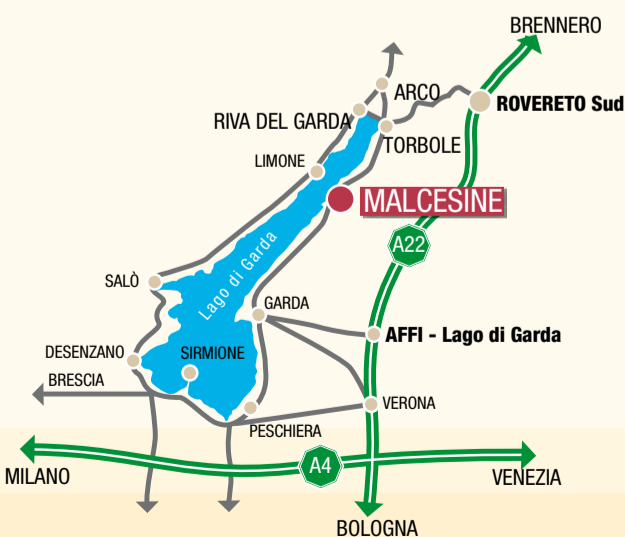 BRENNERO
ARCO
ROVERETO Sud
RIVA DEL GARDA
TORBOLE
LIMONE
MALCESINE
A22
Lago di Garda
SALÒ
GARDA
AFFI - Lago di Garda
DESENZANO
SIRMIONE
BRESCIA
VERONA
PESCHIERA
A4
MILANO
VENEZIA
BOLOGNA